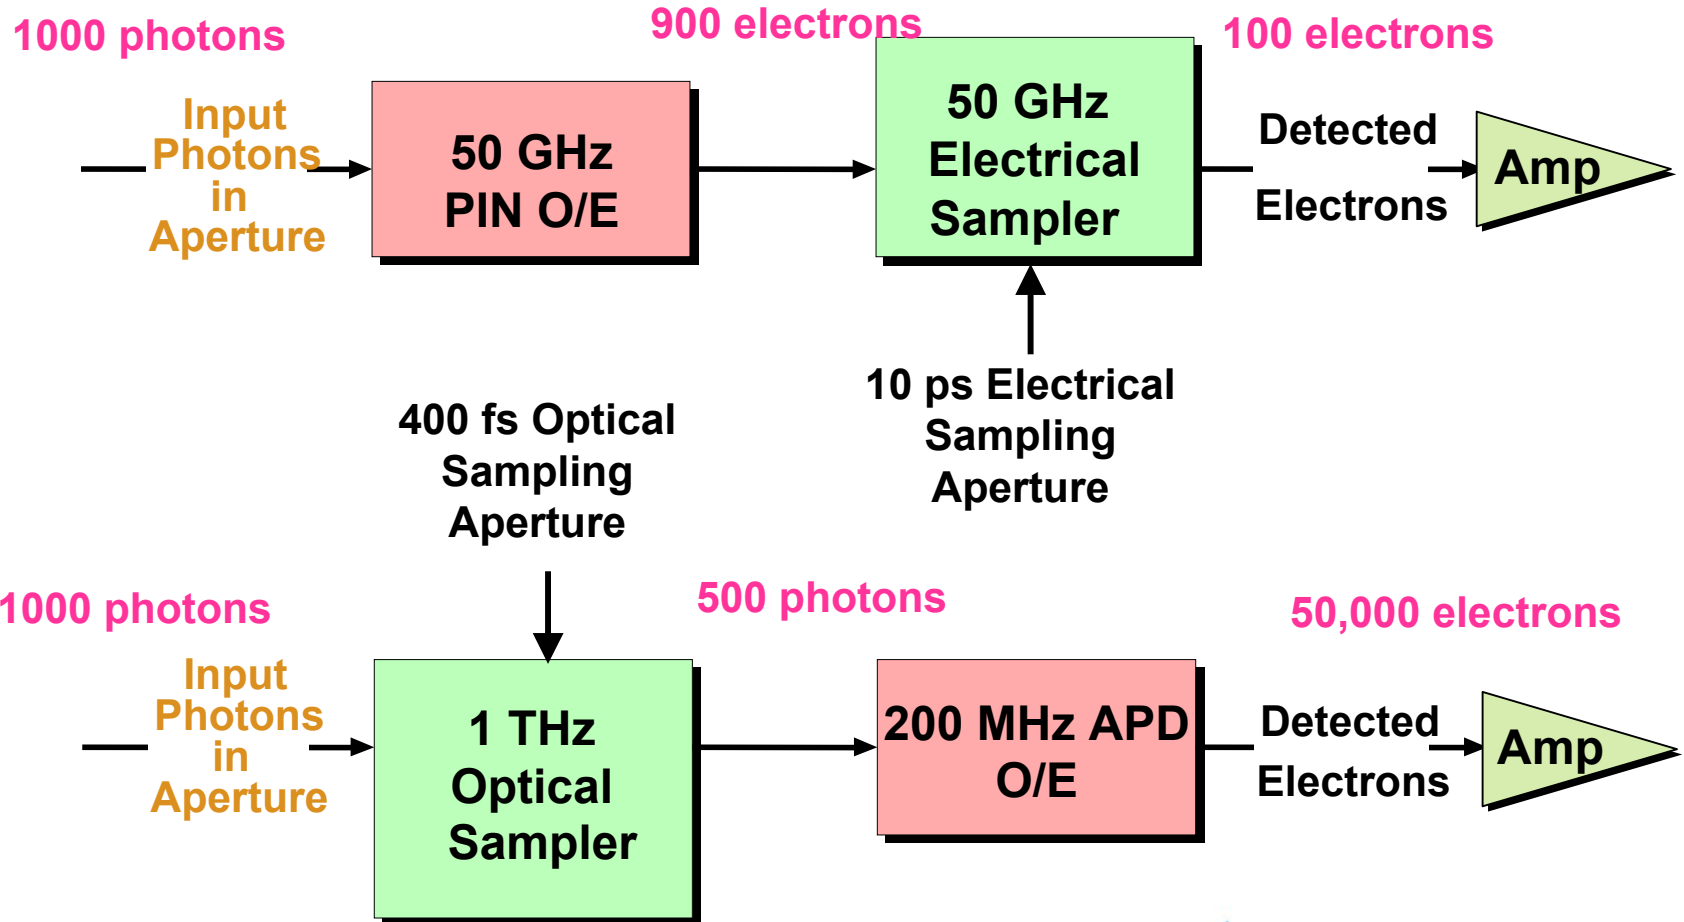 1000 photons
900 electrons
100 electrons
Input
Photons
in
Aperture
50 GHz
PIN O/E
50 GHz
Electrical
Sampler
Detected
Electrons
Amp
10 ps Electrical
Sampling
Aperture
400 fs Optical
Sampling
Aperture
1000 photons
500 photons
50,000 electrons
Input
Photons
in
Aperture
1 THz
Optical
Sampler
200 MHz APD
O/E
Detected
Electrons
Amp